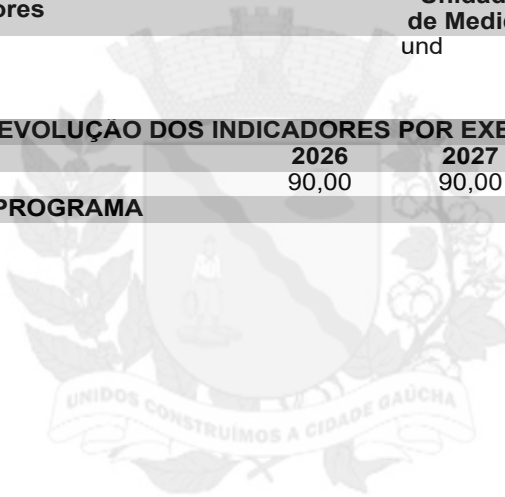 ores
Unidad
de Medi
und
EVOLUÇÃO DOS INDICADORES POR EXE
2026 2027
90,00 90,00
PROGRAMA
UNIDOS CONSTRUÍMOS A CIDADE GAÚCHA